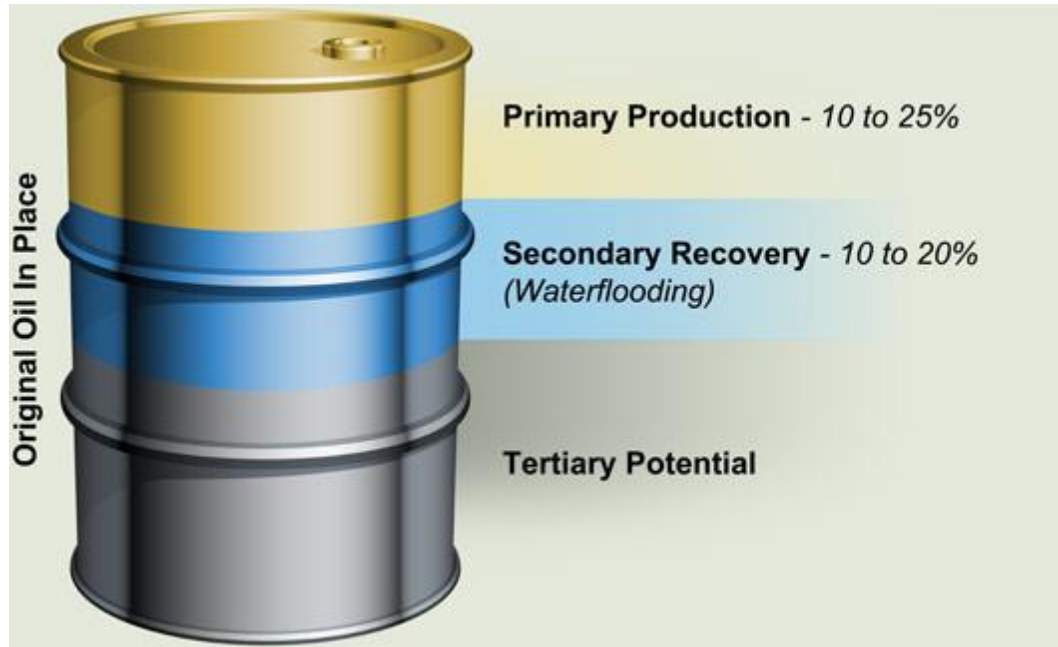 Original Oil In Place
Primary Production - 10 to 25%
Secondary Recovery - 10 to 20%
(Waterflooding)
Tertiary Potential